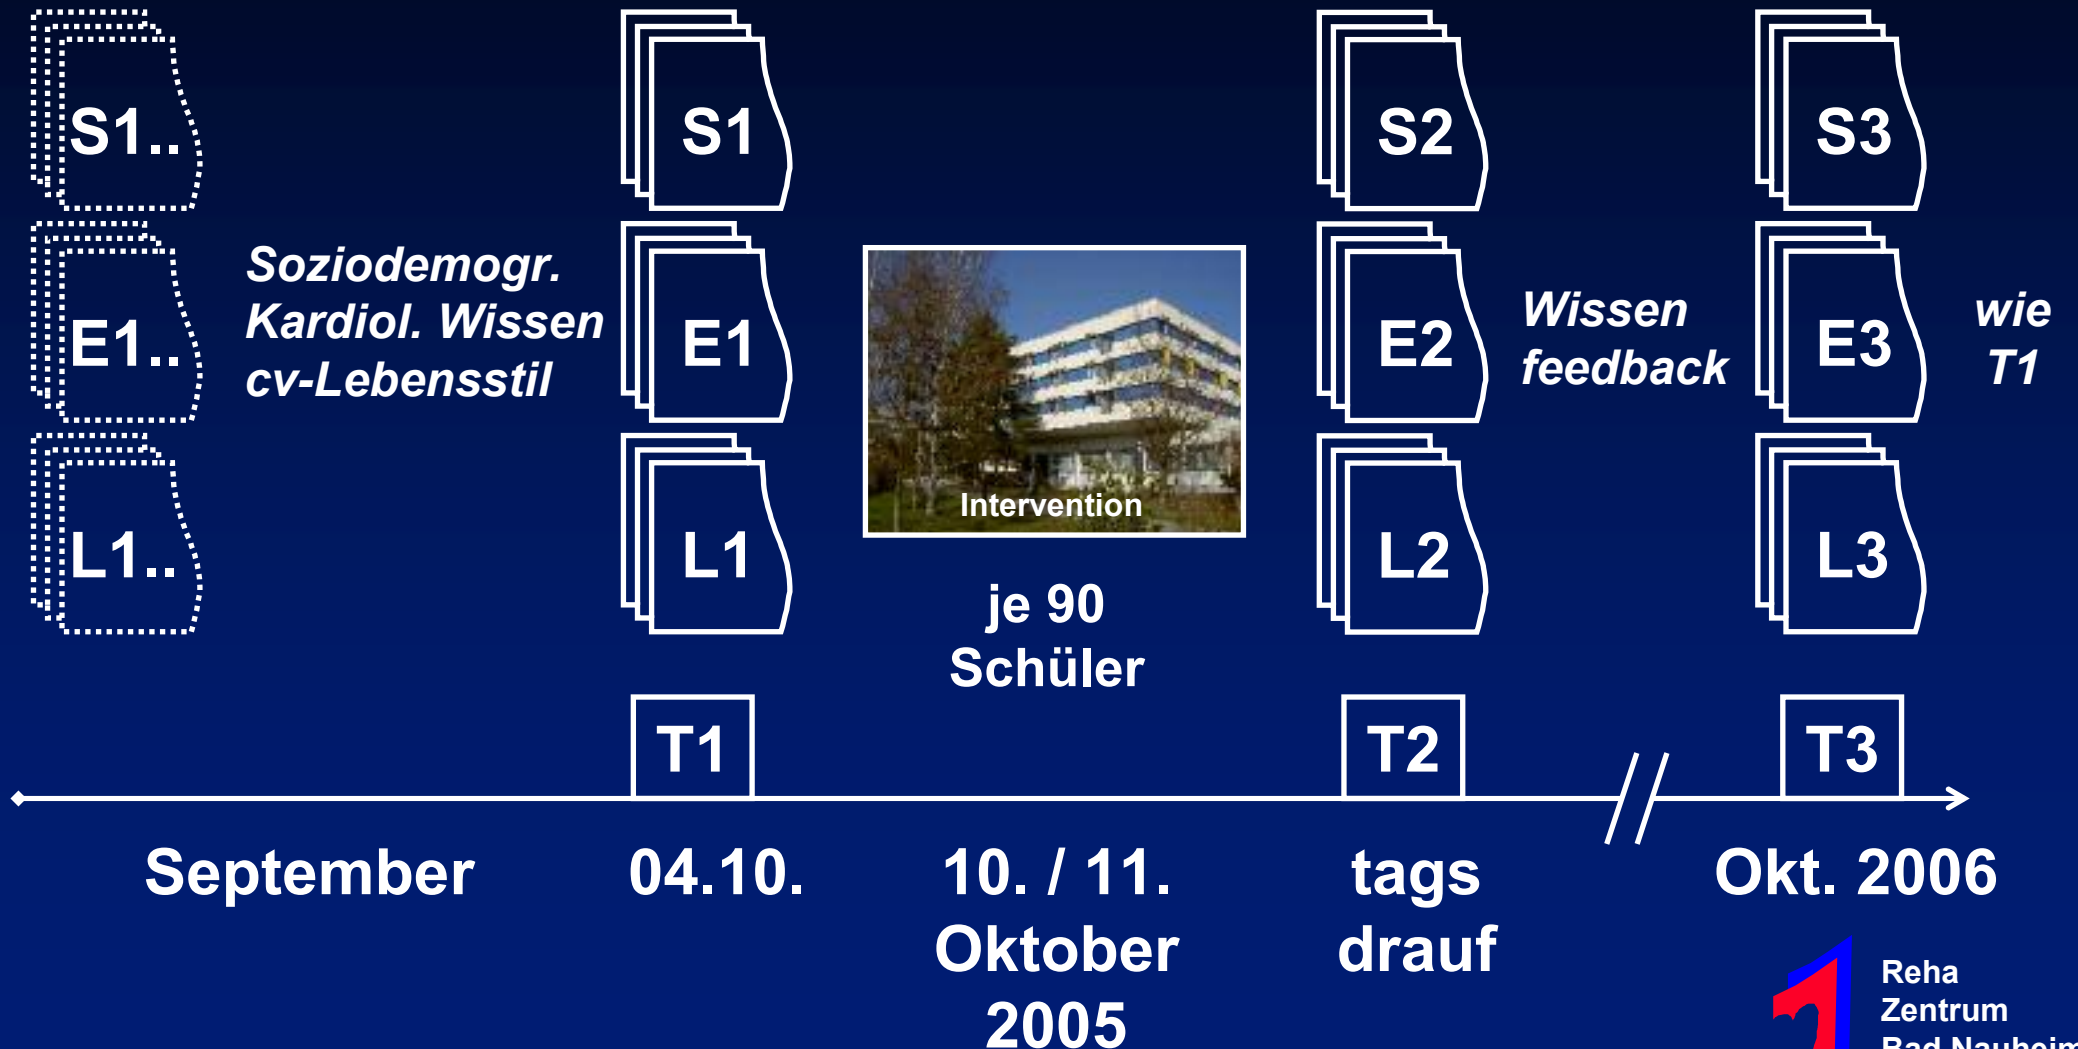 S1..
E1..
L1..
Soziodemogr.
Kardiol. Wissen
cv-Lebensstil
S1
E1
L1
Intervention
je 90
Schüler
S2
E2
L2
Wissen
feedback
S3
E3
L3
wie
T1
T1
T2
T3
September
04.10.
10. / 11.
Oktober
2005
tags
drauf
Okt. 2006
Reha
Zentrum
Bad Nauheim